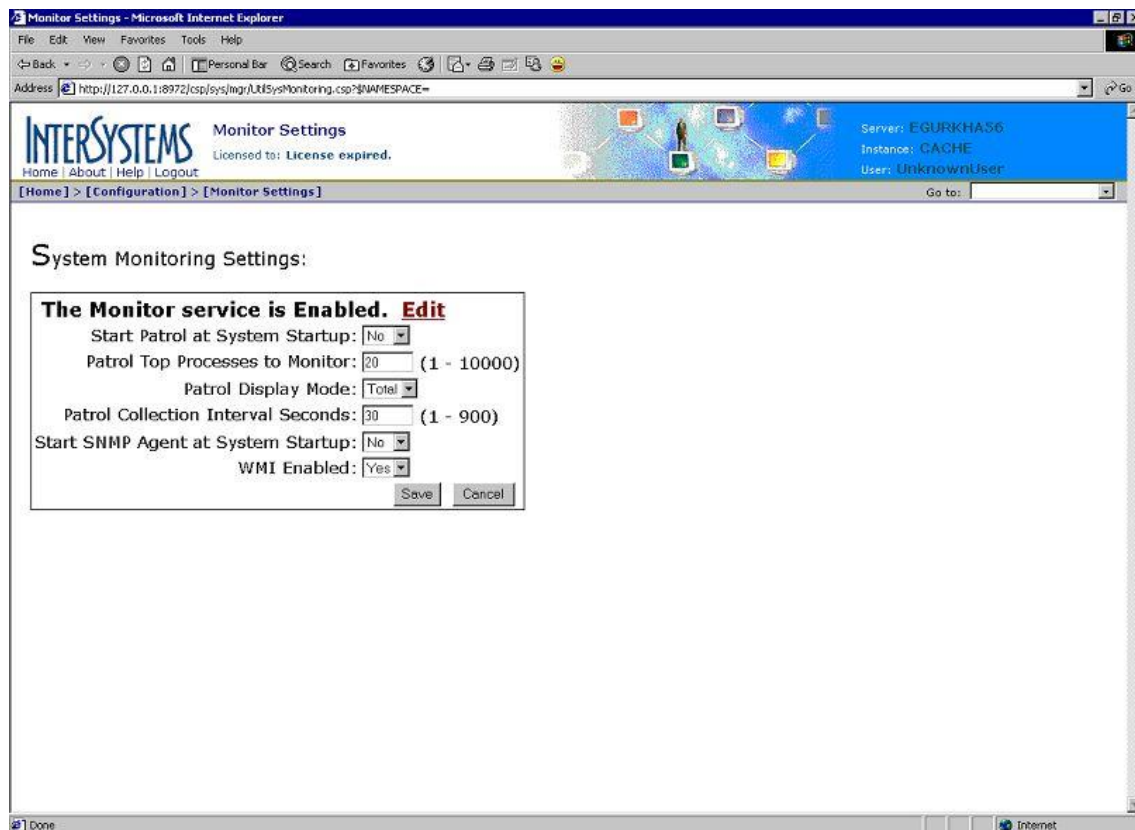 Monitor Settings - Microsoft Internet Explorer
File Edit View Favorites Tools Help
Back Personal Bar Search Favorites
Address http://127.0.0.1:8972/csp/sys/mgr/UtilSysMonitoring.csp?$NAMESPACE= Go
INTERSYSTEMS
Monitor Settings
Licensed to: License expired.
Home | About | Help | Logout
Server: EGURKHA56
Instance: CACHE
User: UnknownUser
[Home] > [Configuration] > [Monitor Settings] Go to:
System Monitoring Settings:
The Monitor service is Enabled. Edit
Start Patrol at System Startup: No
Patrol Top Processes to Monitor: 20 (1 - 10000)
Patrol Display Mode: Total
Patrol Collection Interval Seconds: 30 (1 - 900)
Start SNMP Agent at System Startup: No
WMI Enabled: Yes
Save Cancel
Done Internet